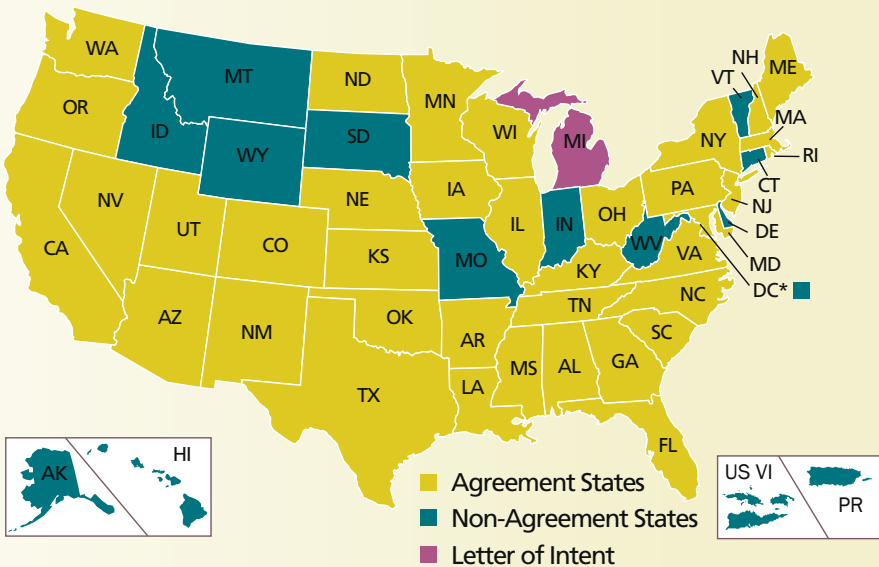 WA
MT
ND
MN
OR
ID
WY
SD
WI
MI
NH
VT
ME
MA
NY
RI
CT
NJ
DE
MD
DC*
PA
NV
UT
CO
NE
IA
IL
IN
OH
WV
VA
KY
CA
KS
MO
NC
TN
SC
AZ
NM
OK
AR
MS
AL
GA
TX
LA
FL
AK
HI
US VI
PR
Agreement States
Non-Agreement States
Letter of Intent